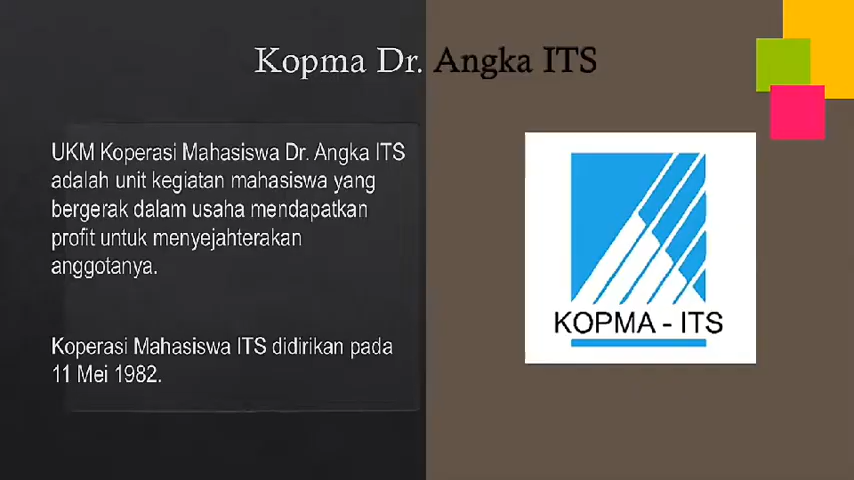 Kopma Dr. Angka ITS
UKM Koperasi Mahasiswa Dr. Angka ITS
adalah unit kegiatan mahasiswa yang
bergerak dalam usaha mendapatkan
profit untuk menyejahterakan
anggotanya.
Koperasi Mahasiswa ITS didirikan pada
11 Mei 1982.
KOPMA - ITS